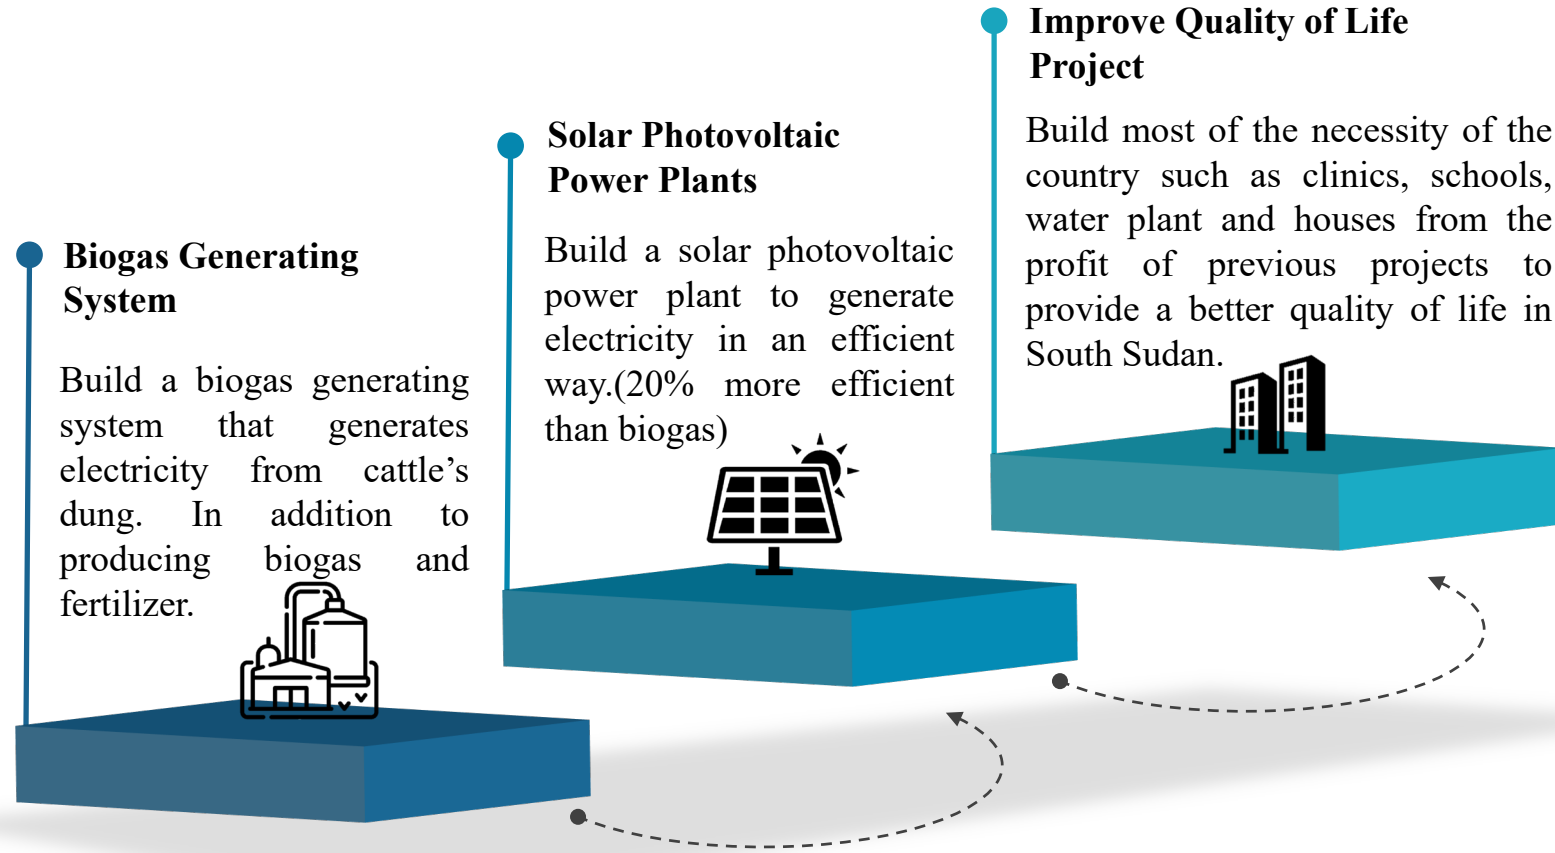 Biogas Generating
System
Build a biogas generating
system that generates
electricity from cattle’s
dung. In addition to
producing biogas and
fertilizer.
Solar Photovoltaic
Power Plants
Build a solar photovoltaic
power plant to generate
electricity in an efficient
way.(20% more efficient
than biogas)
Improve Quality of Life
Project
Build most of the necessity of the
country such as clinics, schools,
water plant and houses from the
profit of previous projects to
provide a better quality of life in
South Sudan.